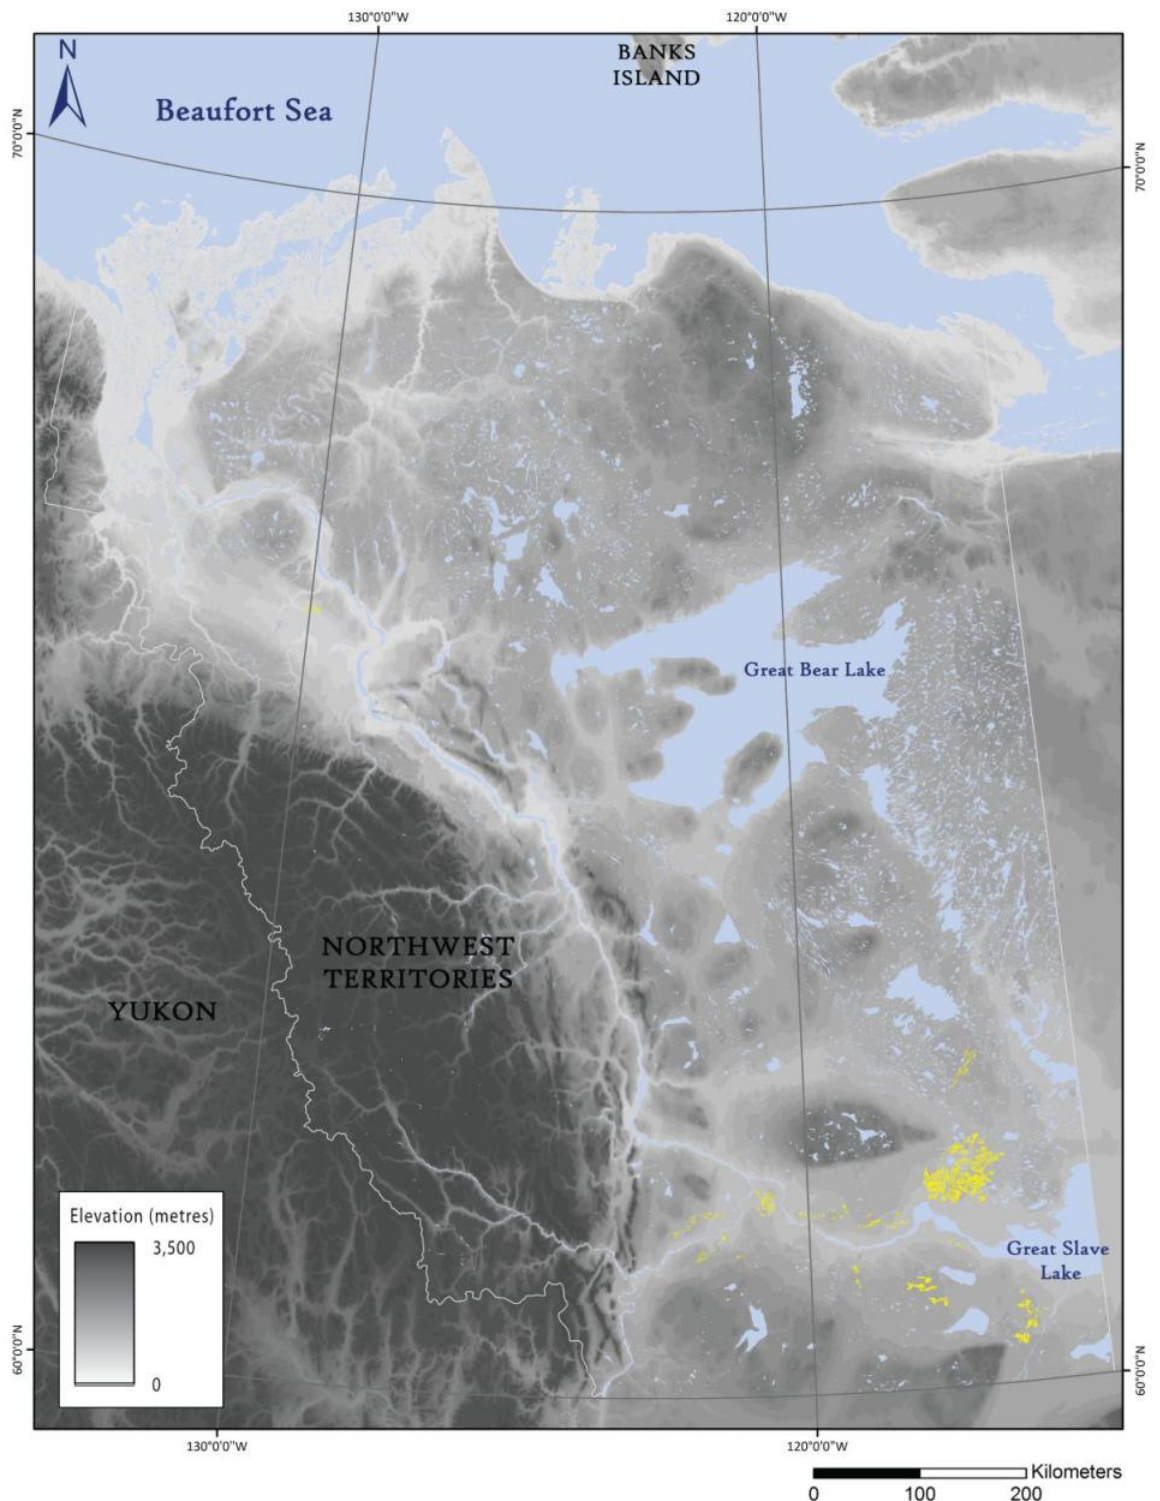 130°0'0"W
120°0'0"W
N
BANKS
ISLAND
Beaufort Sea
70°0'0"N
70°0'0"N
Great Bear Lake
NORTHWEST
TERRITORIES
YUKON
Elevation (metres)
3,500
0
Great Slave
Lake
60°0'0"N
60°0'0"N
130°0'0"W
120°0'0"W
Kilometers
0
100
200